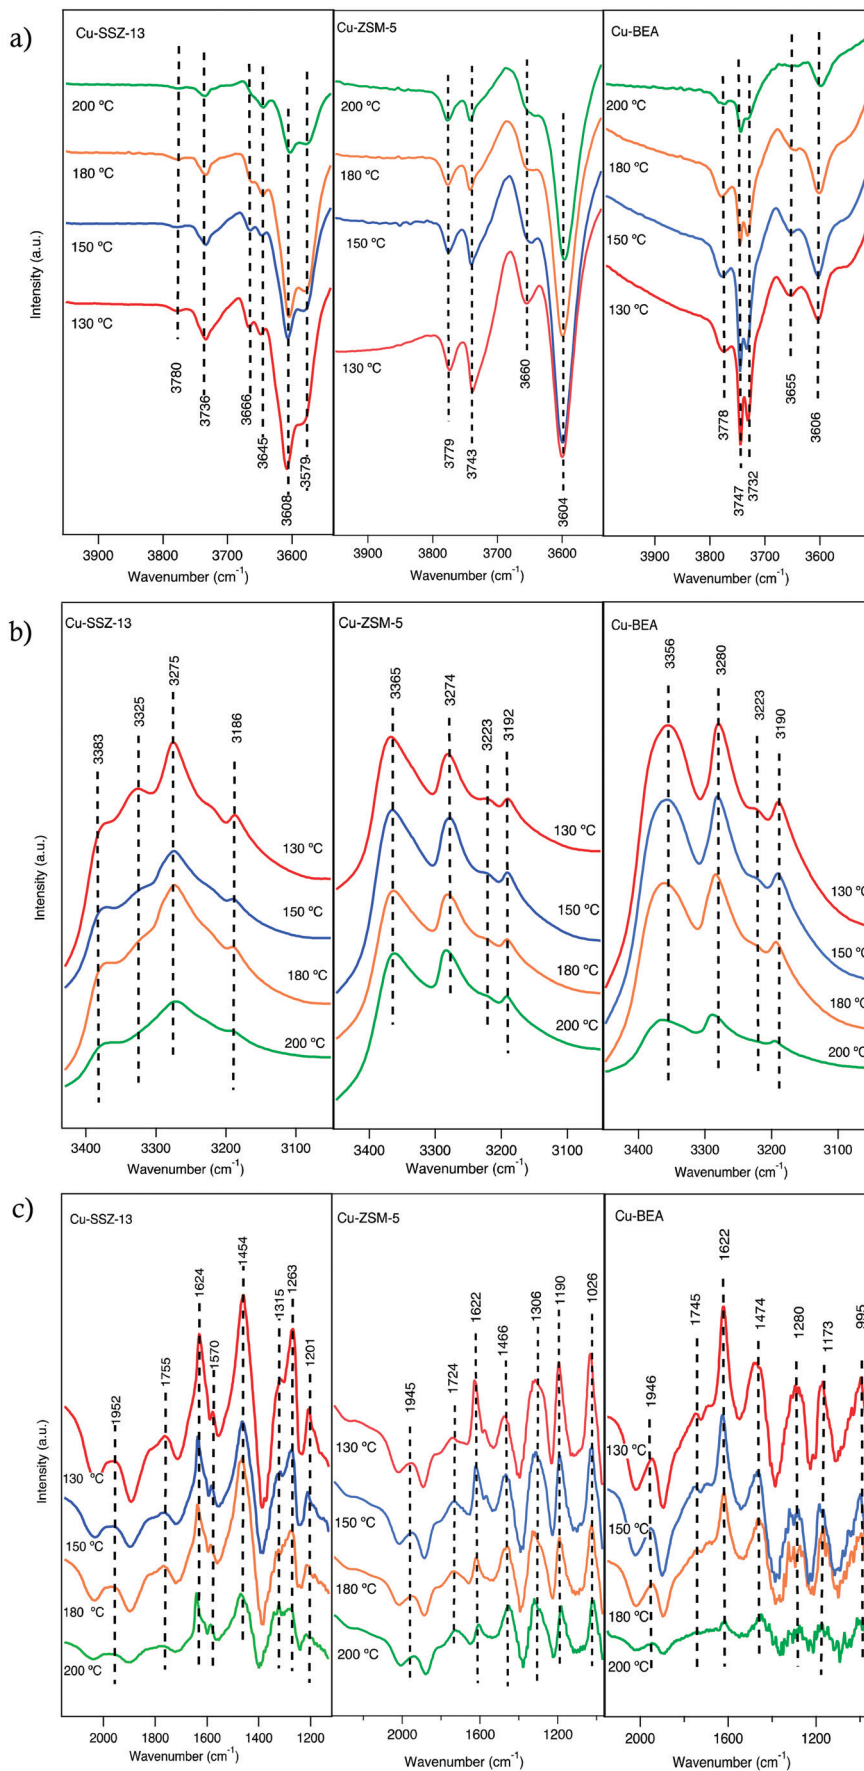 a)
Cu-SSZ-13
Cu-ZSM-5
Cu-BEA
Intensity (a.u.)
200 ºC
180 ºC
150 ºC
130 ºC
3780
3736
3666
3645
3608
3579
200 ºC
180 ºC
150 ºC
130 ºC
3779
3743
3660
3604
200 ºC
180 ºC
150 ºC
130 ºC
3778
3747
3732
3655
3606
3900 3800 3700 3600
3900 3800 3700 3600
3900 3800 3700 3600
Wavenumber (cm-1)
Wavenumber (cm-1)
Wavenumber (cm-1)
b)
Cu-SSZ-13
Cu-ZSM-5
Cu-BEA
Intensity (a.u.)
3383
3325
3275
3186
130 ºC
150 ºC
180 ºC
200 ºC
3365
3274
3223
3192
130 ºC
150 ºC
180 ºC
200 ºC
3356
3280
3223
3190
130 ºC
150 ºC
180 ºC
200 ºC
3400 3300 3200 3100
3400 3300 3200 3100
3400 3300 3200 3100
Wavenumber (cm-1)
Wavenumber (cm-1)
Wavenumber (cm-1)
c)
Cu-SSZ-13
Cu-ZSM-5
Cu-BEA
Intensity (a.u.)
1952
1755
1624
1570
1454
1315
1263
1201
130 ºC
150 ºC
180 ºC
200 ºC
1945
1724
1622
1466
1306
1190
1026
130 ºC
150 ºC
180 ºC
200 ºC
1946
1745
1622
1474
1280
1173
995
130 ºC
150 ºC
180 ºC
200 ºC
2000 1800 1600 1400 1200
2000 1600 1200
2000 1600 1200
Wavenumber (cm-1)
Wavenumber (cm-1)
Wavenumber (cm-1)